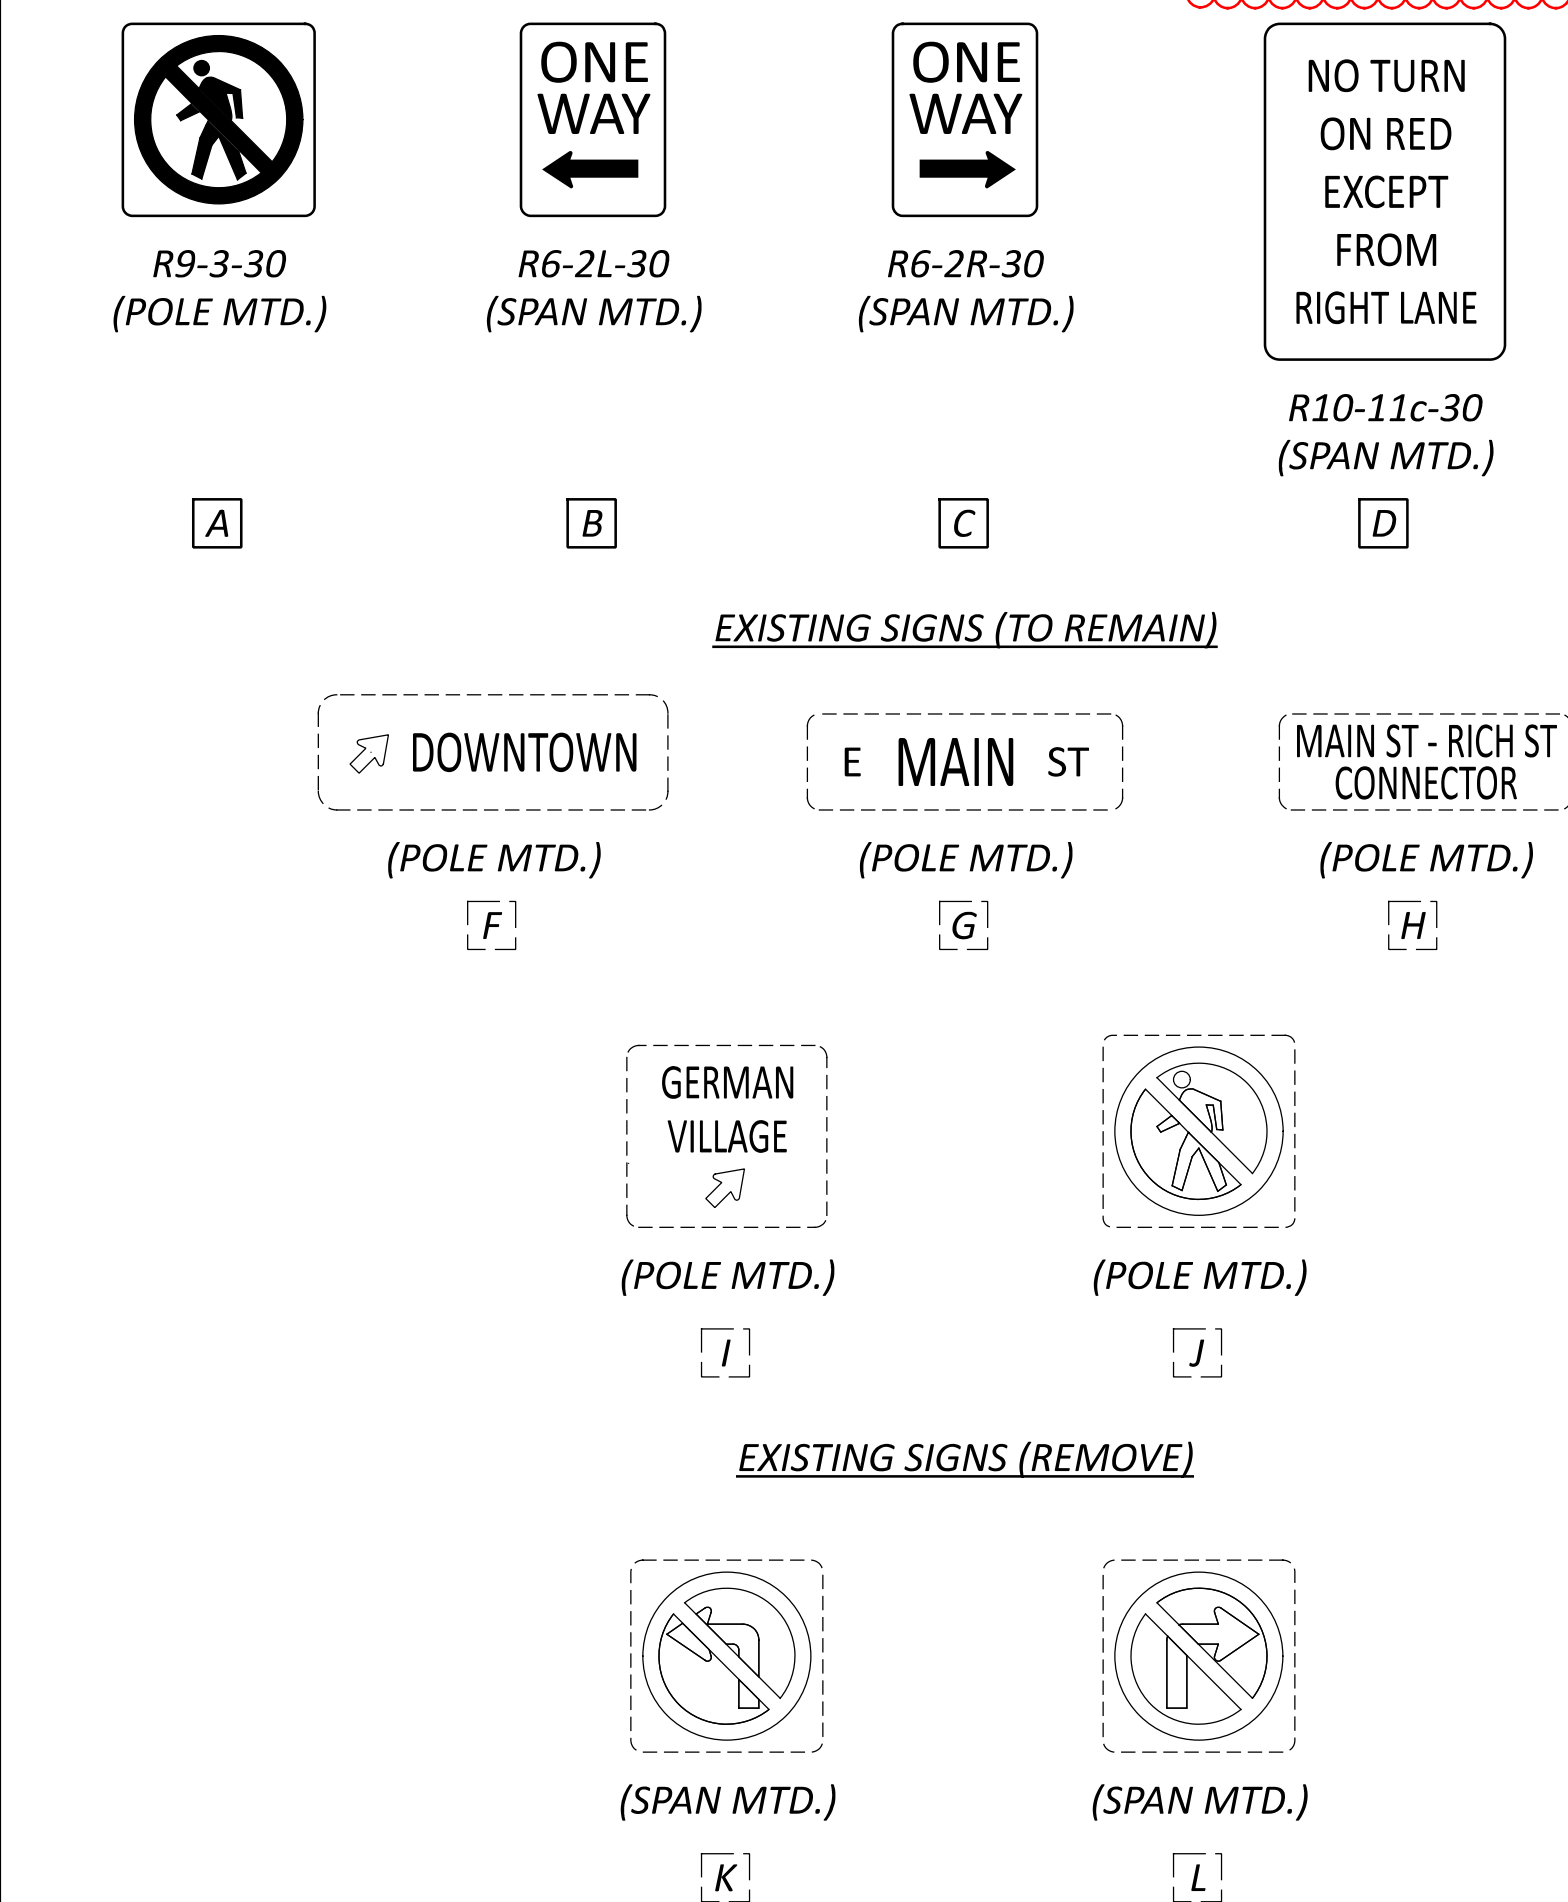 ONE
WAY
ONE
WAY
NO TURN
ON RED
EXCEPT
FROM
RIGHT LANE
R9-3-30
(POLE MTD.)
R6-2L-30
(SPAN MTD.)
R6-2R-30
(SPAN MTD.)
R10-11c-30
(SPAN MTD.)
A
B
C
D
EXISTING SIGNS (TO REMAIN)
DOWNTOWN
E MAIN ST
MAIN ST - RICH ST
CONNECTOR
(POLE MTD.)
(POLE MTD.)
(POLE MTD.)
F
G
H
GERMAN
VILLAGE
(POLE MTD.)
(POLE MTD.)
I
J
EXISTING SIGNS (REMOVE)
(SPAN MTD.)
(SPAN MTD.)
K
L